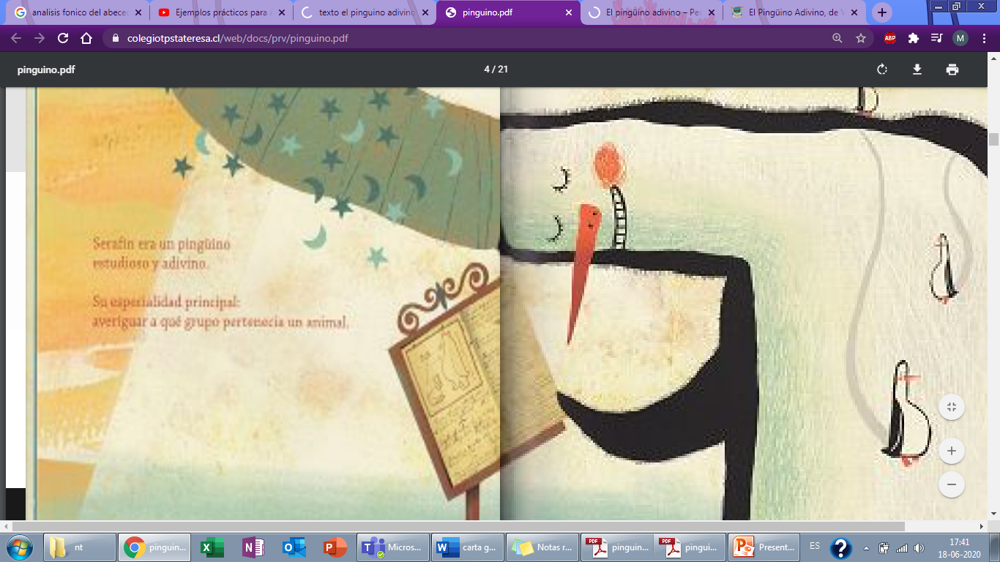 analisis fonico del abeced
Ejemplos prácticos para A
texto el pinguino adivino
pinguino.pdf
El pingüino adivino – Ped
El Pingüino Adivino, de V
colegiotpstateresa.cl/web/docs/prv/pinguino.pdf
ABP
M
pinguino.pdf
4 / 21
Serafín era un pingüino
estudioso y adivino.
Su especialidad principal:
averiguar a qué grupo pertenecía un animal.
nt
pinguin...
Micros...
carta g...
Notas r...
pinguin...
pingui...
Present...
ES
17:41
18-06-2020